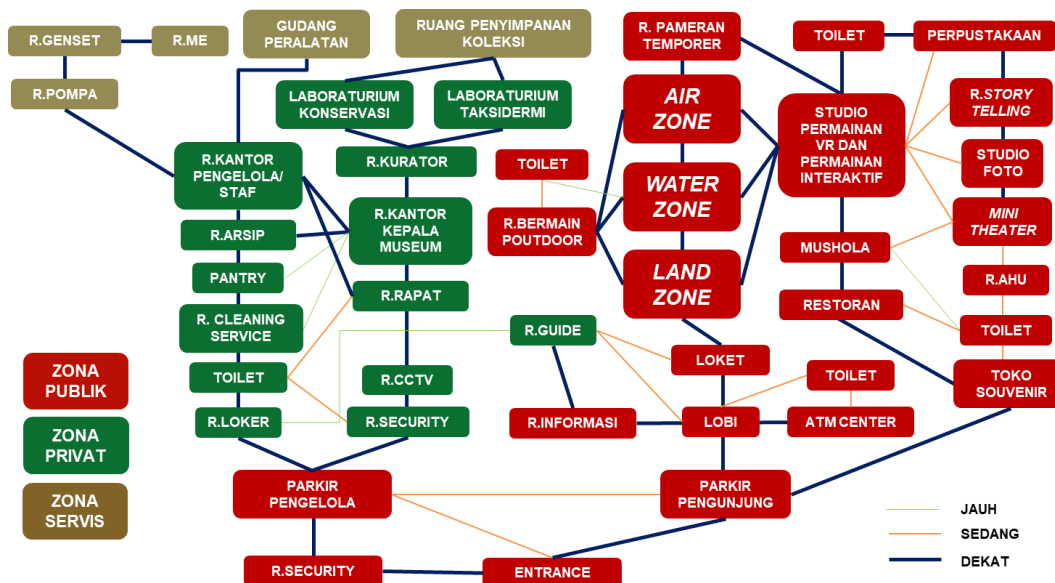 R.GENSET
R.ME
GUDANG
PERALATAN
RUANG PENYIMPANAN
KOLEKSI
R. PAMERAN
TEMPORER
TOILET
PERPUSTAKAAN
R.POMPA
LABORATURIUM
KONSERVASI
LABORATURIUM
TAKSIDERMI
AIR
ZONE
STUDIO
PERMAINAN
VR DAN
PERMAINAN
INTERAKTIF
R.STORY
TELLING
R.KANTOR
PENGELOLA/
STAF
R.KURATOR
TOILET
WATER
ZONE
STUDIO
FOTO
R.ARSIP
R.KANTOR
KEPALA
MUSEUM
R.BERMAIN
POUTDOOR
MUSHOLA
MINI
THEATER
PANTRY
R.RAPAT
LAND
ZONE
RESTORAN
R.AHU
R. CLEANING
SERVICE
R.GUIDE
TOILET
LOKET
ZONA
PUBLIK
TOILET
R.CCTV
TOILET
TOKO
SOUVENIR
R.LOKER
R.SECURITY
R.INFORMASI
LOBI
ATM CENTER
ZONA
PRIVAT
ZONA
SERVIS
PARKIR
PENGELOLA
PARKIR
PENGUNJUNG
JAUH
SEDANG
DEKAT
R.SECURITY
ENTRANCE